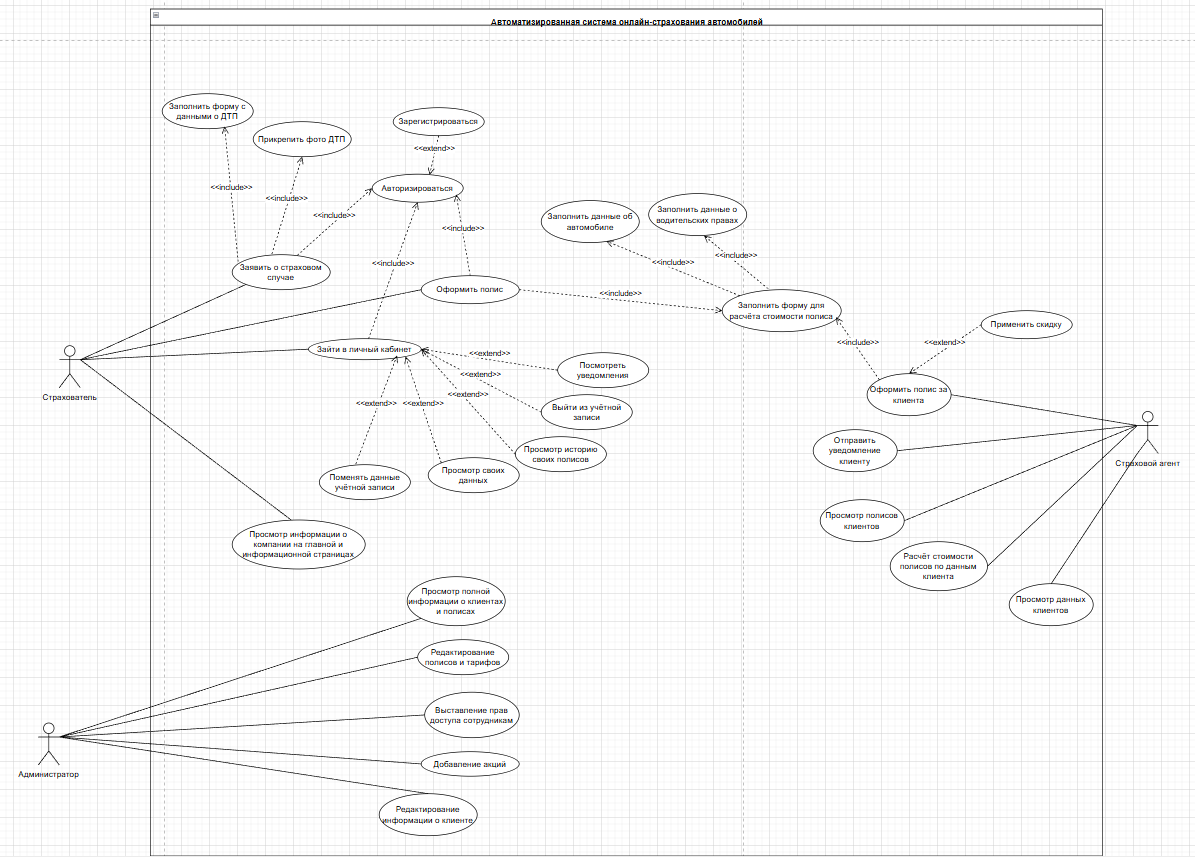 Автоматизированная система онлайн-страхования автомобилей
Заполнить форму с
данными о ДТП
Прикрепить фото ДТП
Зарегистрироваться
<<extend>>
Авторизироваться
<<include>>
<<include>>
<<include>>
<<include>>
<<include>>
Заявить о страховом
случае
Оформить полис
<<include>>
Заполнить данные об
автомобиле
Заполнить данные о
водительских правах
<<include>>
<<include>>
Заполнить форму для
расчёта стоимости полиса
Применить скидку
<<include>>
<<extend>>
Оформить полис за
клиента
Зайти в личный кабинет
<<extend>>
<<extend>>
<<extend>>
<<extend>>
<<extend>>
Посмотреть
уведомления
Выйти из учётной
записи
Просмотр историю
своих полисов
Просмотр своих
данных
Поменять данные
учётной записи
Страхователь
Просмотр информации о
компании на главной и
информационной страницах
Отправить
уведомление
клиенту
Страховой агент
Просмотр полисов
клиентов
Расчёт стоимости
полисов по данным
клиента
Просмотр данных
клиентов
Просмотр полной
информации о клиентах
и полисах
Редактирование
полисов и тарифов
Выставление прав
доступа сотрудникам
Добавление акций
Редактирование
информации о клиенте
Администратор